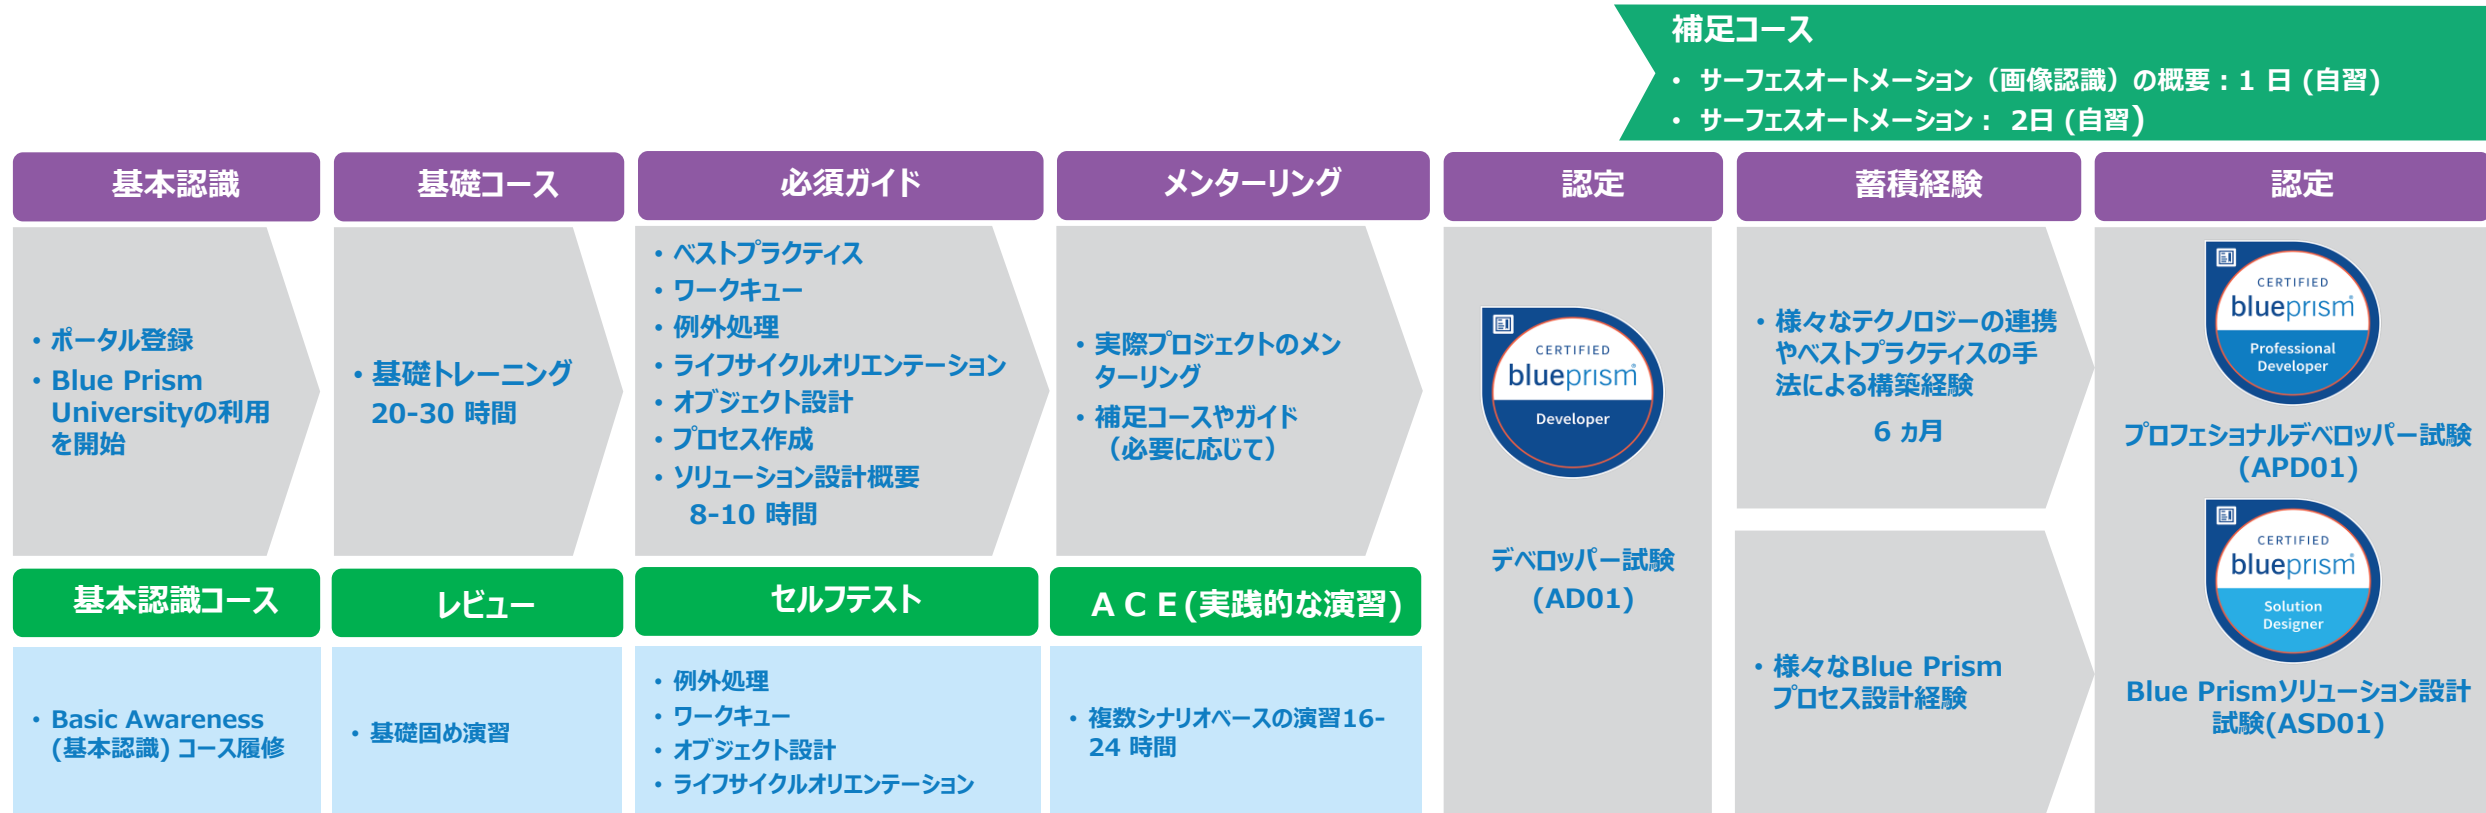 補足コース
• サーフェスオートメーション（画像認識）の概要：1 日 (自習)
• サーフェスオートメーション： 2日 (自習)
基本認識
• ポータル登録
• Blue Prism
Universityの利用
を開始
基本認識コース
• Basic Awareness
(基本認識) コース履修
基礎コース
• 基礎トレーニング
20-30 時間
レビュー
• 基礎固め演習
必須ガイド
• ベストプラクティス
• ワークキュー
• 例外処理
• ライフサイクルオリエンテーション
• オブジェクト設計
• プロセス作成
• ソリューション設計概要
8-10 時間
セルフテスト
• 例外処理
• ワークキュー
• オブジェクト設計
• ライフサイクルオリエンテーション
メンターリング
• 実際プロジェクトのメン
ターリング
• 補足コースやガイド
（必要に応じて）
ＡＣＥ(実践的な演習)
• 複数シナリオベースの演習16-
24 時間
認定
CERTIFIED
blueprism
Developer
デベロッパー試験
(AD01)
蓄積経験
• 様々なテクノロジーの連携
やベストプラクティスの手
法による構築経験
6 ヵ月
• 様々なBlue Prism
プロセス設計経験
認定
CERTIFIED
blueprism
Professional
Developer
プロフェショナルデベロッパー試験
(APD01)
CERTIFIED
blueprism
Solution
Designer
Blue Prismソリューション設計
試験(ASD01)